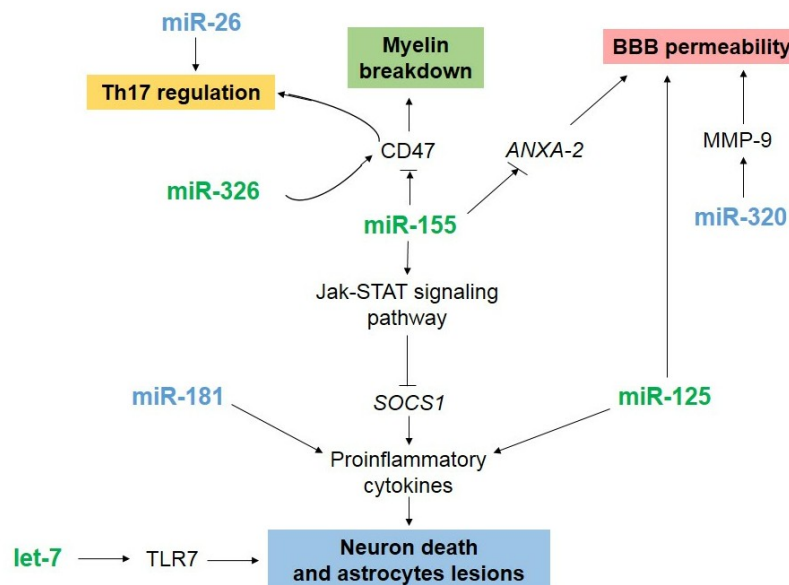 miR-26
Myelin
breakdown
BBB permeability
Th17 regulation
CD47
ANXA-2
MMP-9
miR-326
miR-155
miR-320
Jak-STAT signaling
pathway
miR-181
SOCS1
miR-125
Proinflammatory
cytokines
let-7
TLR7
Neuron death
and astrocytes lesions